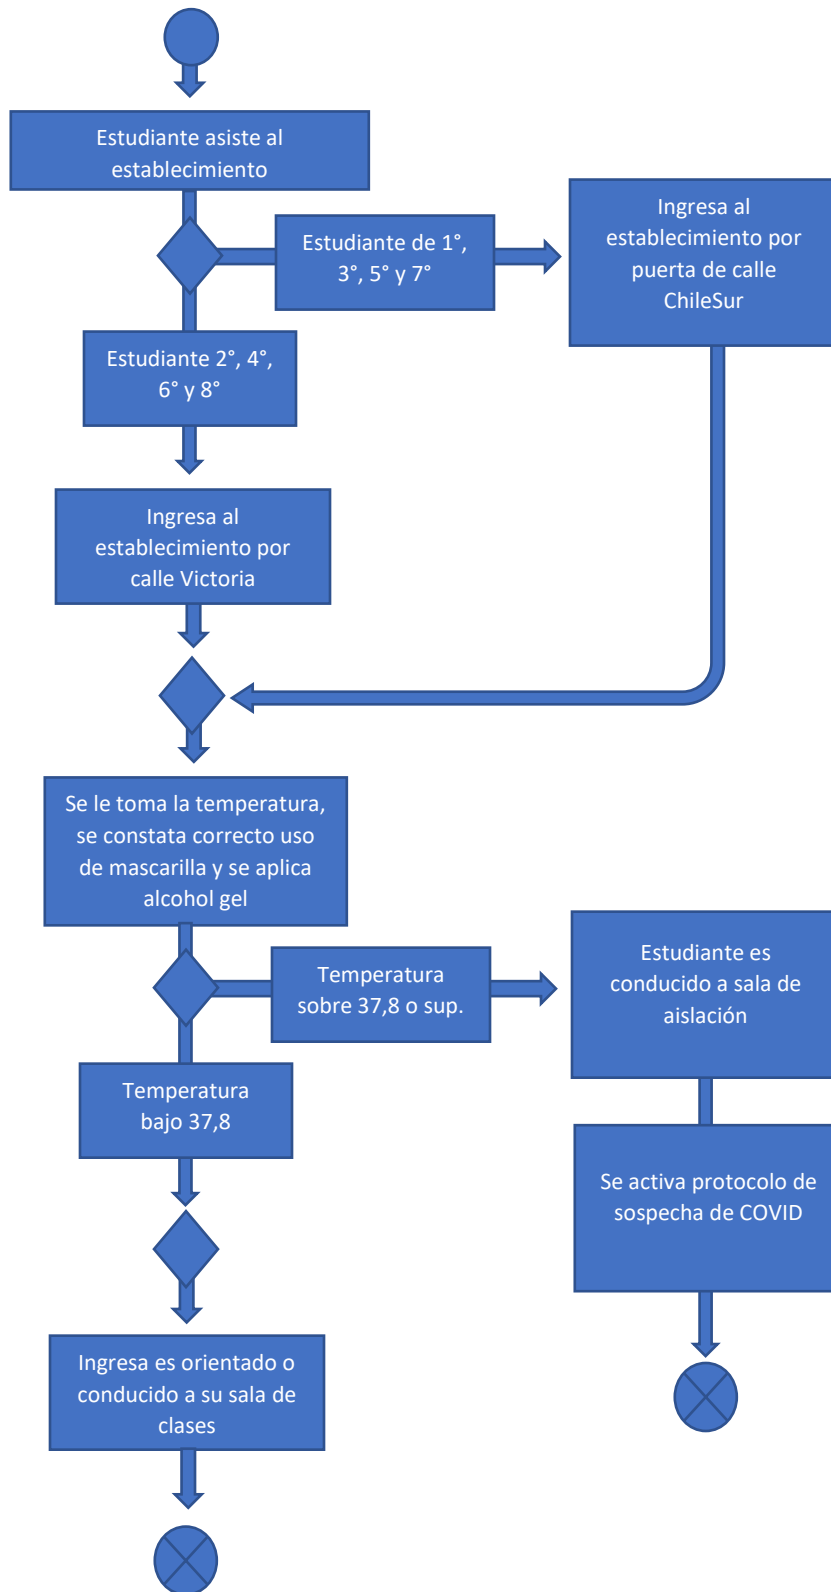 Estudiante asiste al
establecimiento
Estudiante de 1°,
3°, 5° y 7°
Ingresa al
establecimiento por
puerta de calle
ChileSur
Estudiante 2°, 4°,
6° y 8°
Ingresa al
establecimiento por
calle Victoria
Se le toma la temperatura,
se constata correcto uso
de mascarilla y se aplica
alcohol gel
Temperatura
sobre 37,8 o sup.
Estudiante es
conducido a sala de
aislación
Temperatura
bajo 37,8
Se activa protocolo de
sospecha de COVID
Ingresa es orientado o
conducido a su sala de
clases